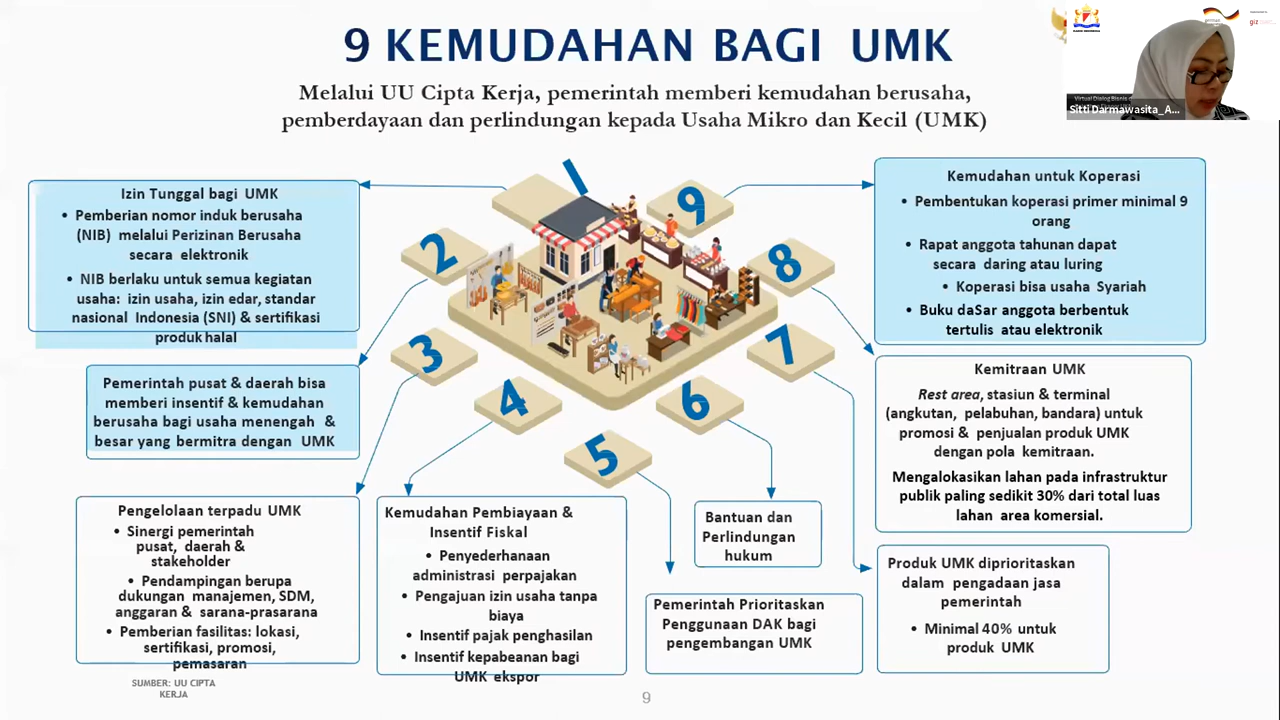 9 KEMUDAHAN BAGI UMK
Melalui UU Cipta Kerja, pemerintah memberi kemudahan berusaha,
pemberdayaan dan perlindungan kepada Usaha Mikro dan Kecil (UMK)
Sitti Darmawasita_A...
1
Izin Tunggal bagi UMK
• Pemberian nomor induk berusaha
(NIB) melalui Perizinan Berusaha
secara elektronik
• NIB berlaku untuk semua kegiatan
usaha: izin usaha, izin edar, standar
nasional Indonesia (SNI) & sertifikasi
produk halal
2
Pemerintah pusat & daerah bisa
memberi insentif & kemudahan
berusaha bagi usaha menengah &
besar yang bermitra dengan UMK
3
Pengelolaan terpadu UMK
• Sinergi pemerintah
pusat, daerah &
stakeholder
• Pendampingan berupa
dukungan manajemen, SDM,
anggaran & sarana-prasarana
• Pemberian fasilitas: lokasi,
sertifikasi, promosi,
pemasaran
4
Kemudahan Pembiayaan &
Insentif Fiskal
• Penyederhanaan
administrasi perpajakan
• Pengajuan izin usaha tanpa
biaya
• Insentif pajak penghasilan
• Insentif kepabeanan bagi
UMK ekspor
5
Pemerintah Prioritaskan
Penggunaan DAK bagi
pengembangan UMK
6
Bantuan dan
Perlindungan
hukum
7
Produk UMK diprioritaskan
dalam pengadaan jasa
pemerintah
• Minimal 40% untuk
produk UMK
8
Kemitraan UMK
Rest area, stasiun & terminal
(angkutan, pelabuhan, bandara) untuk
promosi & penjualan produk UMK
dengan pola kemitraan.
Mengalokasikan lahan pada infrastruktur
publik paling sedikit 30% dari total luas
lahan area komersial.
9
Kemudahan untuk Koperasi
• Pembentukan koperasi primer minimal 9
orang
• Rapat anggota tahunan dapat
secara daring atau luring
• Koperasi bisa usaha Syariah
• Buku daSar anggota berbentuk
tertulis atau elektronik
SUMBER: UU CIPTA
KERJA
9